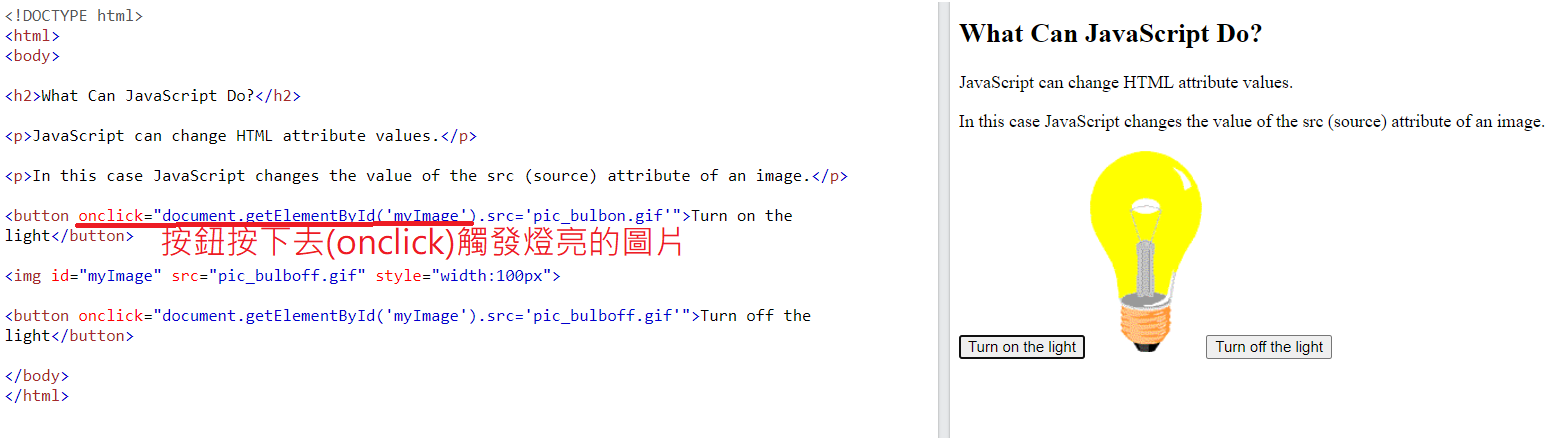 <!DOCTYPE html>
<html>
<body>
<h2>What Can JavaScript Do?</h2>
<p>JavaScript can change HTML attribute values.</p>
<p>In this case JavaScript changes the value of the src (source) attribute of an image.</p>
<button onclick="document.getElementById('myImage').src='pic_bulbon.gif'">Turn on the
light</button>
按鈕按下去(onclick)觸發燈亮的圖片
<img id="myImage" src="pic_bulboff.gif" style="width:100px">
<button onclick="document.getElementById('myImage').src='pic_bulboff.gif'">Turn off the
light</button>
</body>
</html>
What Can JavaScript Do?
JavaScript can change HTML attribute values.
In this case JavaScript changes the value of the src (source) attribute of an image.
Turn on the light
Turn off the light